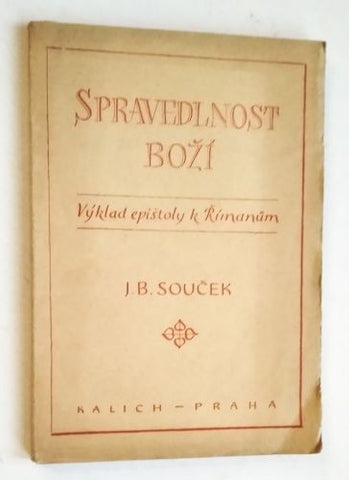 SPRAVEDLNOST
BOŽÍ
Výklad epištoly k Římanům
J. B. SOUČEK
KALICH – PRAHA